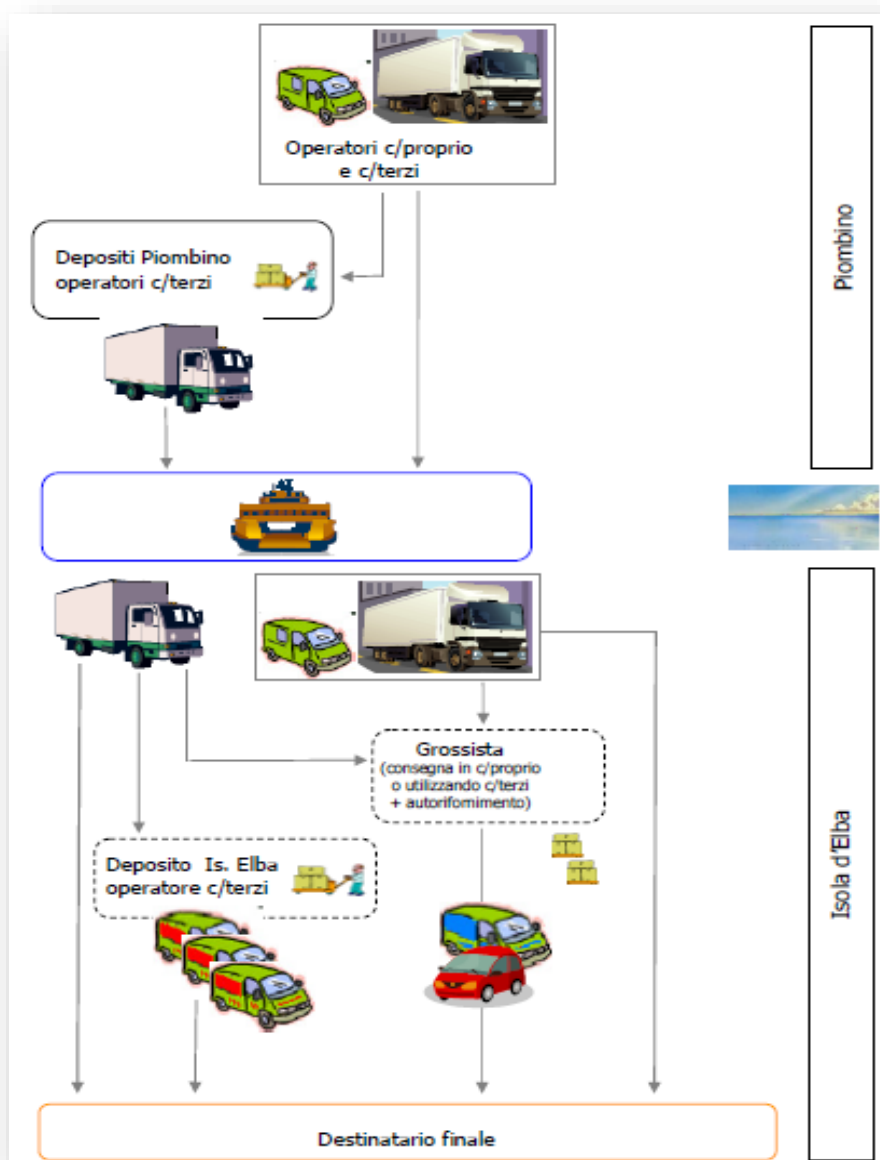 Operatori c/proprio
e c/terzi
Piombino
Depositi Piombino
operatori c/terzi
Grossista
(consegna in c/proprio
o utilizzando c/terzi
+ autorifornimento)
Deposito Is. Elba
operatore c/terzi
Isola d'Elba
Destinatario finale